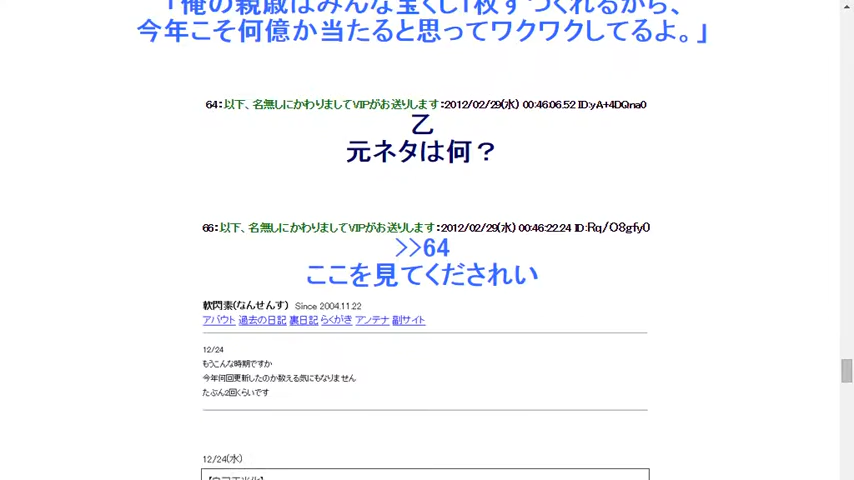 「俺の親戚はみんな宝くじ1枚ずつくれるから、
今年こそ何億か当たると思ってワクワクしてるよ。」
64:以下、名無しにかわりましてVIPがお送りします:2012/02/29(水) 00:46:06.52 ID:yA+4DQna0
乙
元ネタは何？
66:以下、名無しにかわりましてVIPがお送りします:2012/02/29(水) 00:46:22.24 ID:Rq/O8gfy0
>>64
ここを見てくだされい
軟閃素(なんせんす) Since 2004.11.22
アバウト 過去の日記 裏日記 らくがき アンテナ 副サイト
12/24
もうこんな時期ですか
今年何回更新したのか数える気にもなりません
たぶん2回くらいです
12/24(水)